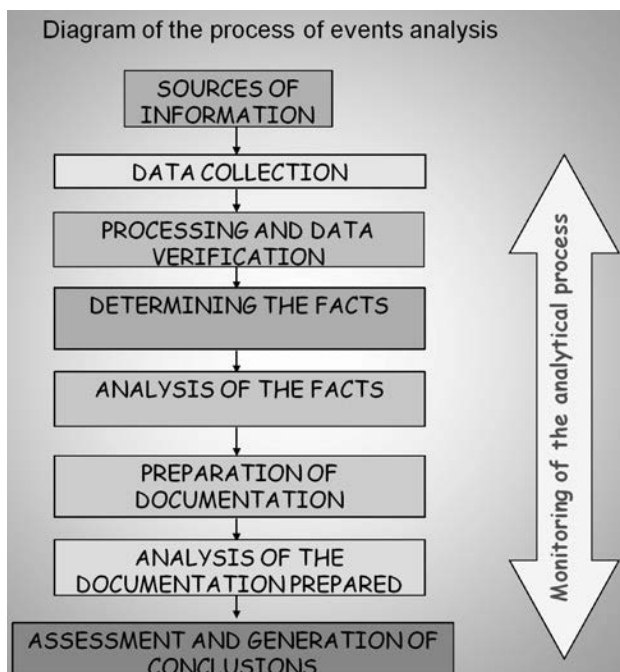 Diagram of the process of events analysis
SOURCES OF
INFORMATION
DATA COLLECTION
PROCESSING AND DATA
VERIFICATION
DETERMINING THE FACTS
ANALYSIS OF THE FACTS
PREPARATION OF
DOCUMENTATION
ANALYSIS OF THE
DOCUMENTATION PREPARED
ASSESSMENT AND GENERATION OF
CONCLUSIONS
Monitoring of the analytical process